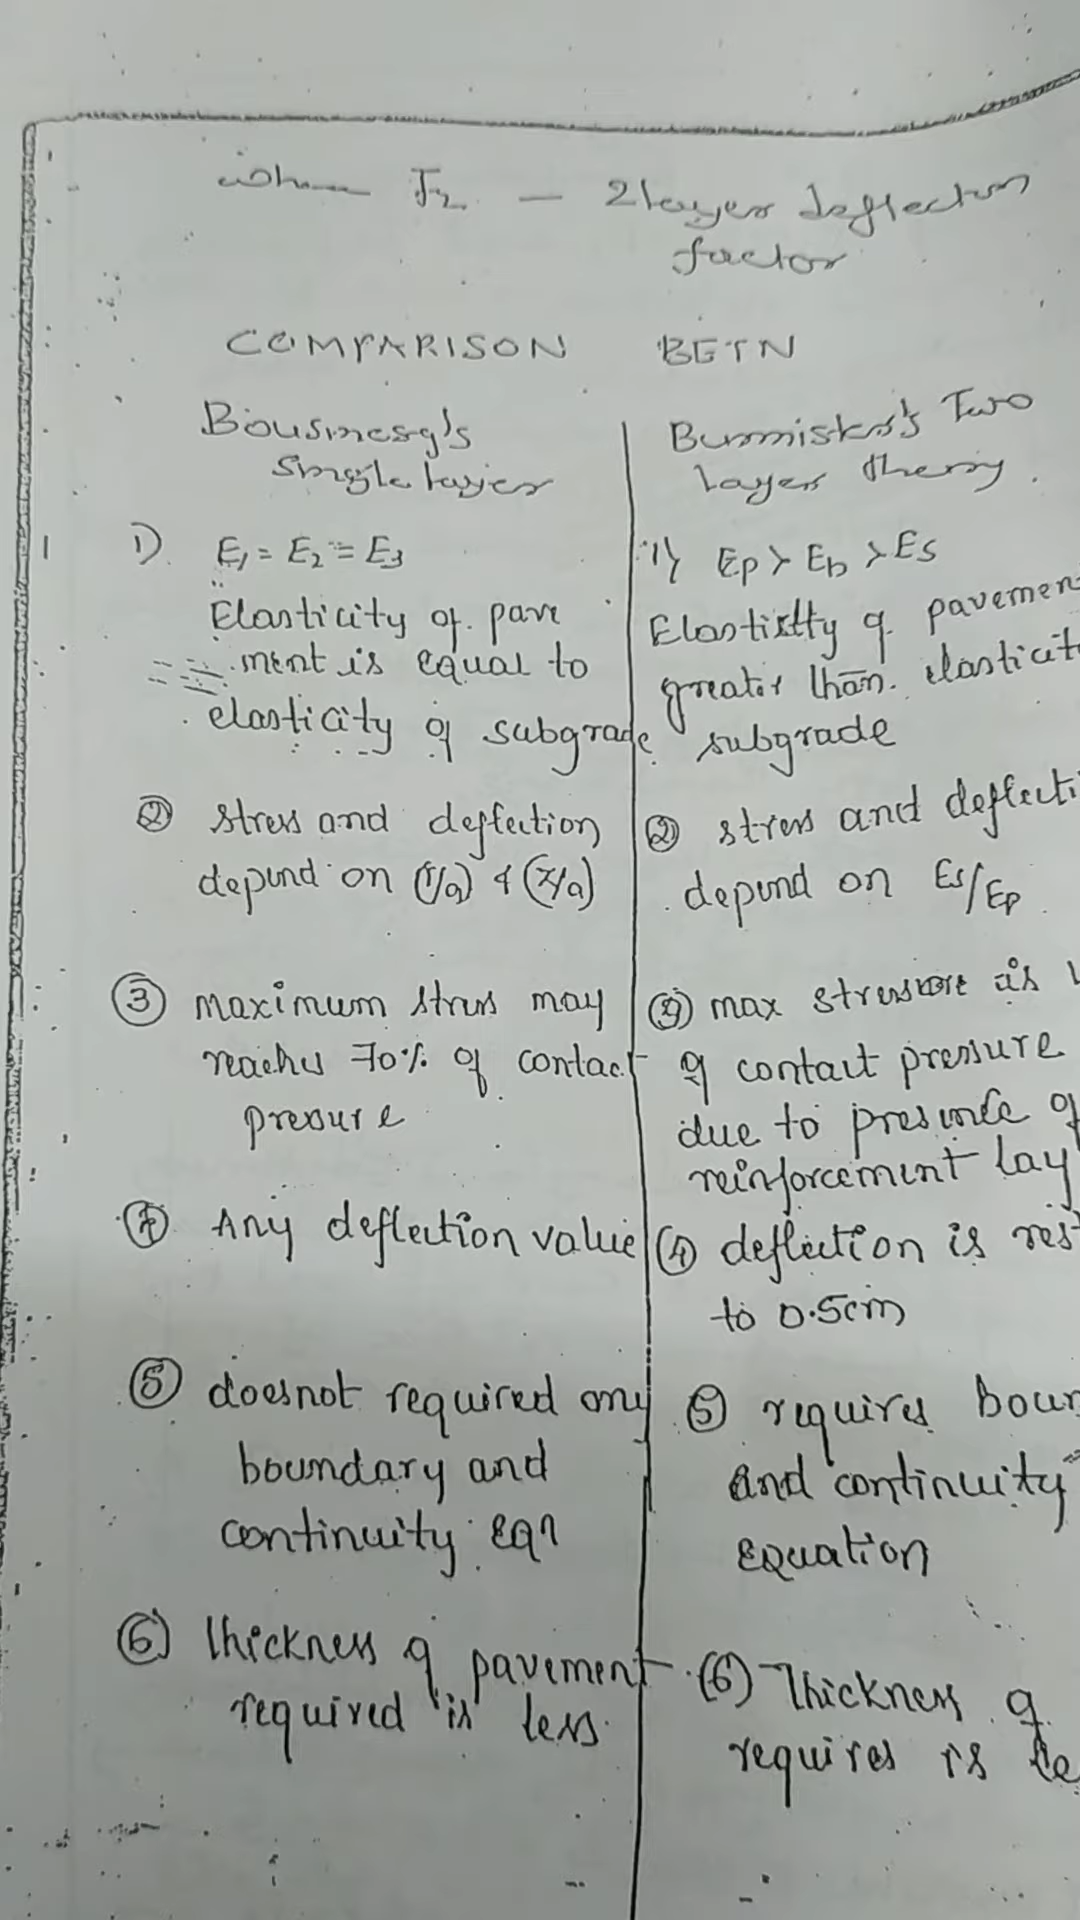 where F2 — 2 layer deflection
factor
COMPARISON BETN
Bousinesq's
single layer
1) E1 = E2 = E3
Elasticity of pave
ment is equal to
elasticity of subgrade
② stress and deflection
depend on (r/a) & (z/a)
③ maximum stress may
reaches 70% of contact
presure
④ Any deflection value
⑤ doesnot required any
boundary and
continuity eqn
⑥ Thickness of pavement
required is less.
Burmister's Two
layer theory.
1) Ep > Eb > Es
Elasticity of pavemen
greater than elasticit
subgrade
② stress and deflecti
depend on Es/Ep
③ max stress is
of contact pressure
due to presence of
reinforcement lay
④ deflection is res
to 0.5cm
⑤ requires boun
and continuity
Equation
(6) Thickness of
requires is le